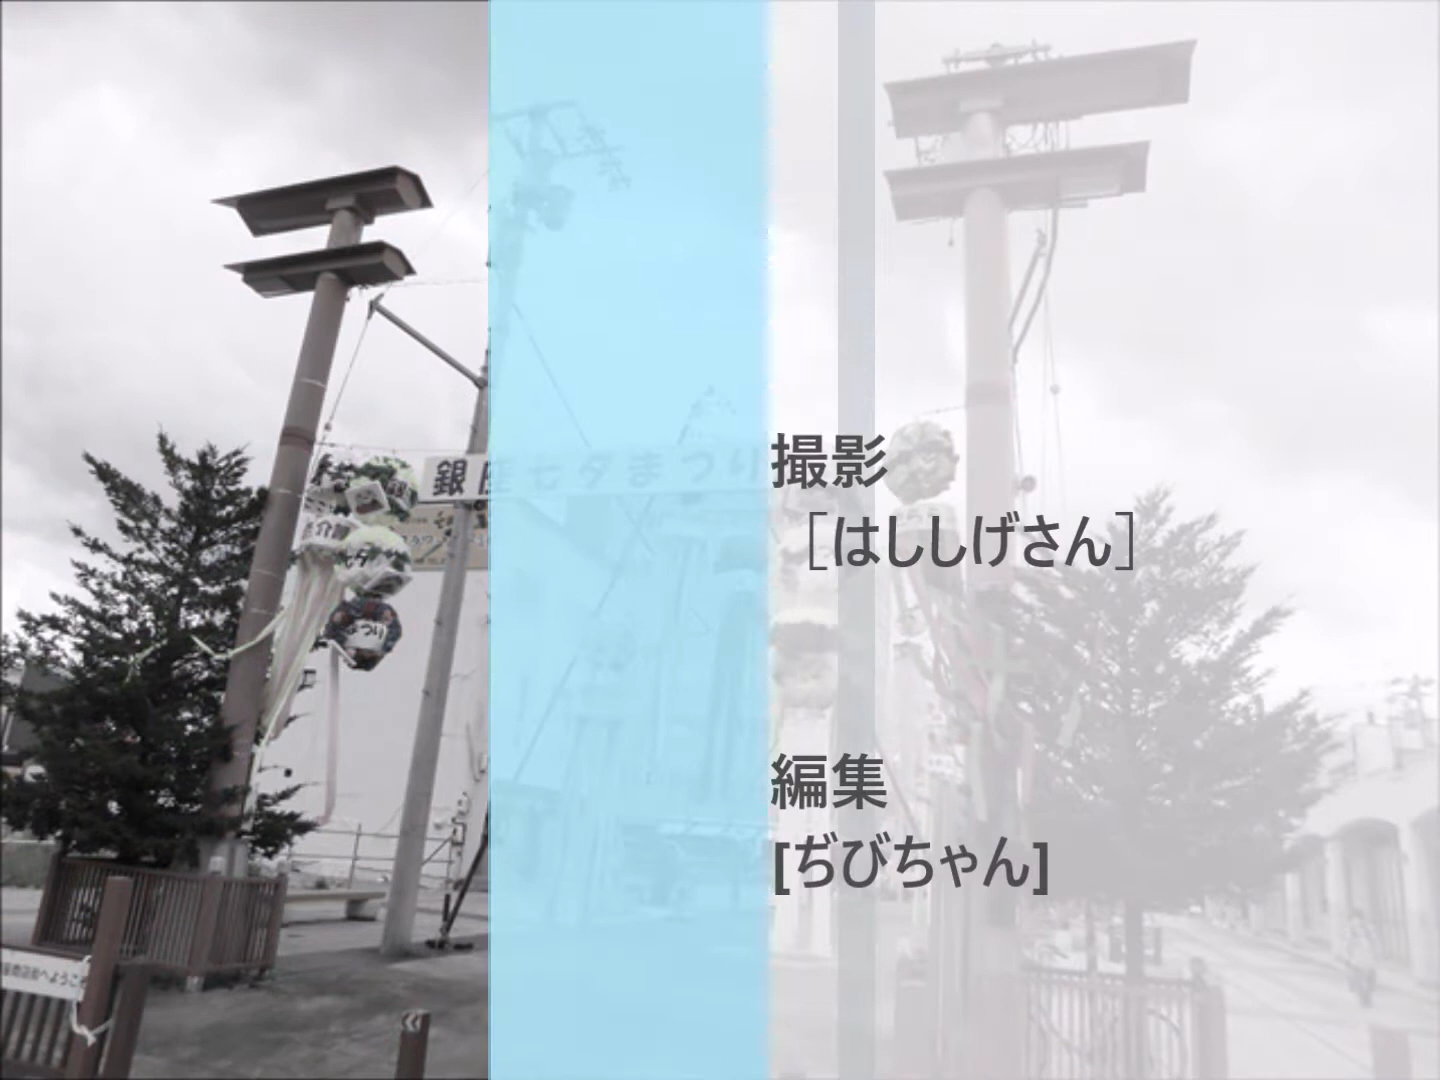 銀座七夕まつり
撮影
［はししげさん］
編集
[ぢびちゃん]